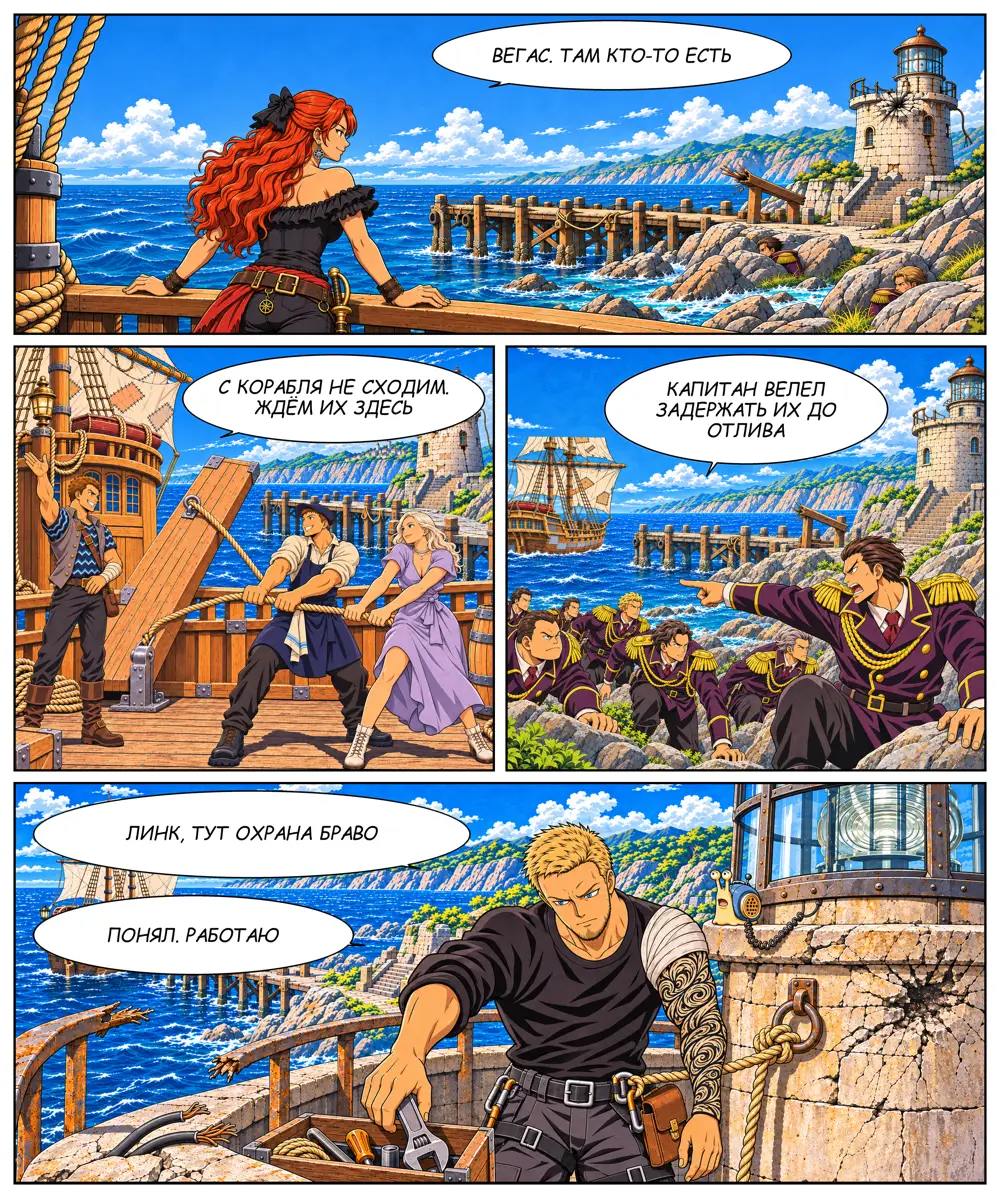 ВЕГАС. ТАМ КТО-ТО ЕСТЬ
С КОРАБЛЯ НЕ СХОДИМ.
ЖДЁМ ИХ ЗДЕСЬ
КАПИТАН ВЕЛЕЛ
ЗАДЕРЖАТЬ ИХ ДО
ОТЛИВА
ЛИНК, ТУТ ОХРАНА БРАВО
ПОНЯЛ. РАБОТАЮ